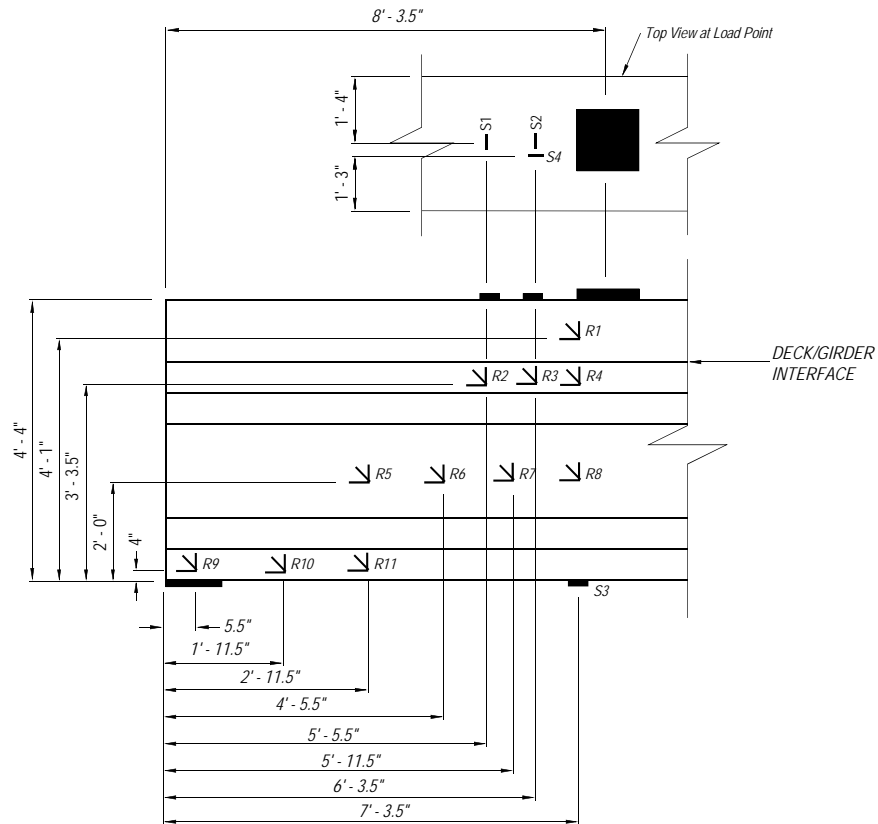 8' - 3.5"
Top View at Load Point
1' - 4"
S1
S2
S4
1' - 3"
R1
DECK/GIRDER
INTERFACE
R2
R3
R4
4' - 4"
4' - 1"
3' - 3.5"
2' - 0"
4"
R5
R6
R7
R8
R9
R10
R11
S3
5.5"
1' - 11.5"
2' - 11.5"
4' - 5.5"
5' - 5.5"
5' - 11.5"
6' - 3.5"
7' - 3.5"